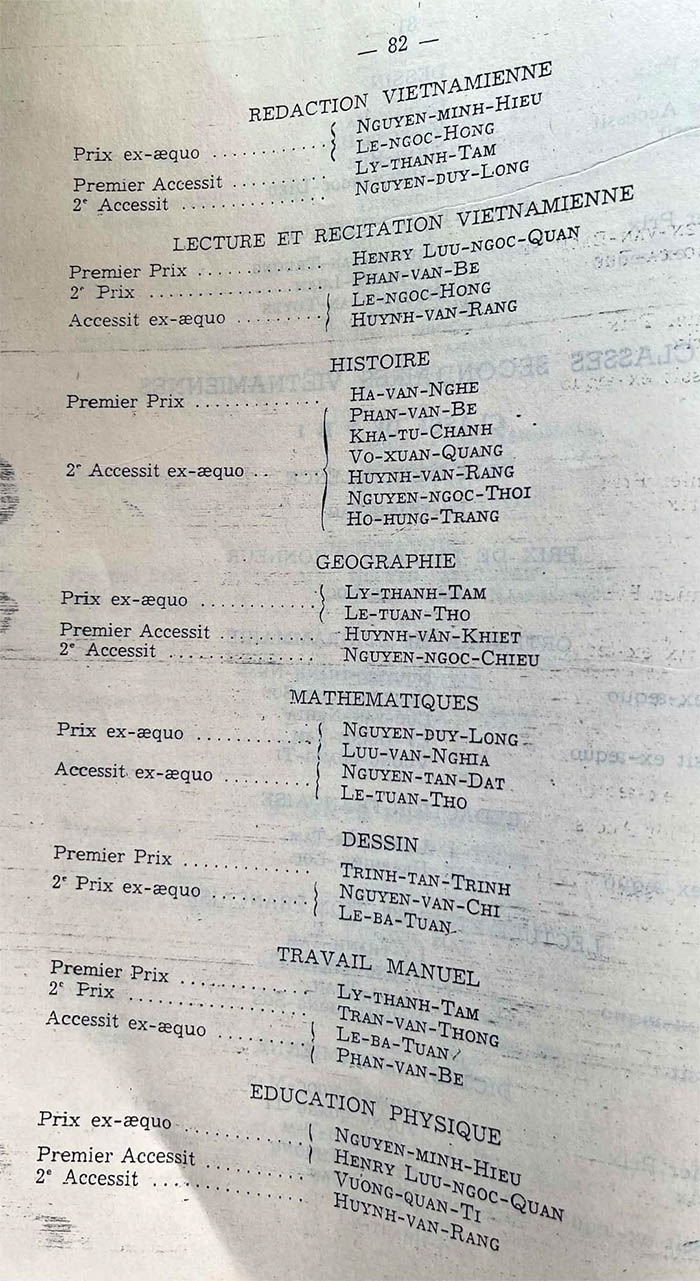 — 82 —
REDACTION VIETNAMIENNE
Prix ex-æquo .......... { NGUYEN-MINH-HIEU
LE-NGOC-HONG
Premier Accessit .......... LY-THANH-TAM
2e Accessit .......... NGUYEN-DUY-LONG
LECTURE ET RECITATION VIETNAMIENNE
Premier Prix .......... HENRY LUU-NGOC-QUAN
2e Prix .......... PHAN-VAN-BE
Accessit ex-æquo .......... { LE-NGOC-HONG
HUYNH-VAN-RANG
HISTOIRE
Premier Prix .......... HA-VAN-NGHE
2e Accessit ex-æquo .......... { PHAN-VAN-BE
KHA-TU-CHANH
VO-XUAN-QUANG
HUYNH-VAN-RANG
NGUYEN-NGOC-THOI
HO-HUNG-TRANG
GEOGRAPHIE
Prix ex-æquo .......... { LY-THANH-TAM
LE-TUAN-THO
Premier Accessit .......... HUYNH-VAN-KHIET
2e Accessit .......... NGUYEN-NGOC-CHIEU
MATHEMATIQUES
Prix ex-æquo .......... { NGUYEN-DUY-LONG
LUU-VAN-NGHIA
Accessit ex-æquo .......... { NGUYEN-TAN-DAT
LE-TUAN-THO
DESSIN
Premier Prix .......... TRINH-TAN-TRINH
2e Prix ex-æquo .......... { NGUYEN-VAN-CHI
LE-BA-TUAN
TRAVAIL MANUEL
Premier Prix .......... LY-THANH-TAM
2e Prix .......... TRAN-VAN-THONG
Accessit ex-æquo .......... { LE-BA-TUAN
PHAN-VAN-BE
EDUCATION PHYSIQUE
Prix ex-æquo .......... { NGUYEN-MINH-HIEU
HENRY LUU-NGOC-QUAN
Premier Accessit .......... VUONG-QUAN-TI
2e Accessit .......... HUYNH-VAN-RANG